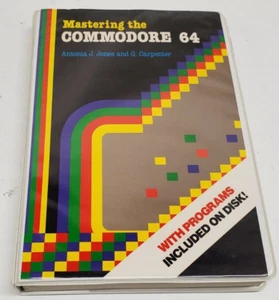 Mastering the
COMMODORE 64
Antonia J. Jones and G. Carpenter
WITH PROGRAMS
INCLUDED ON DISK!